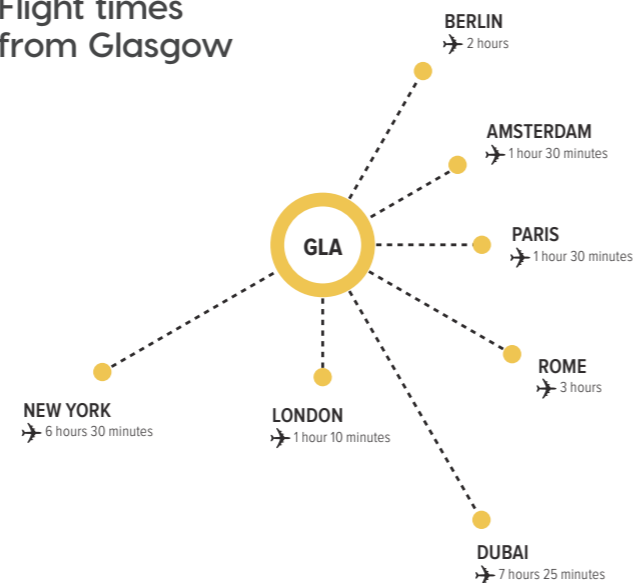 Flight times
from Glasgow
BERLIN
2 hours
AMSTERDAM
1 hour 30 minutes
PARIS
1 hour 30 minutes
GLA
ROME
3 hours
NEW YORK
6 hours 30 minutes
LONDON
1 hour 10 minutes
DUBAI
7 hours 25 minutes